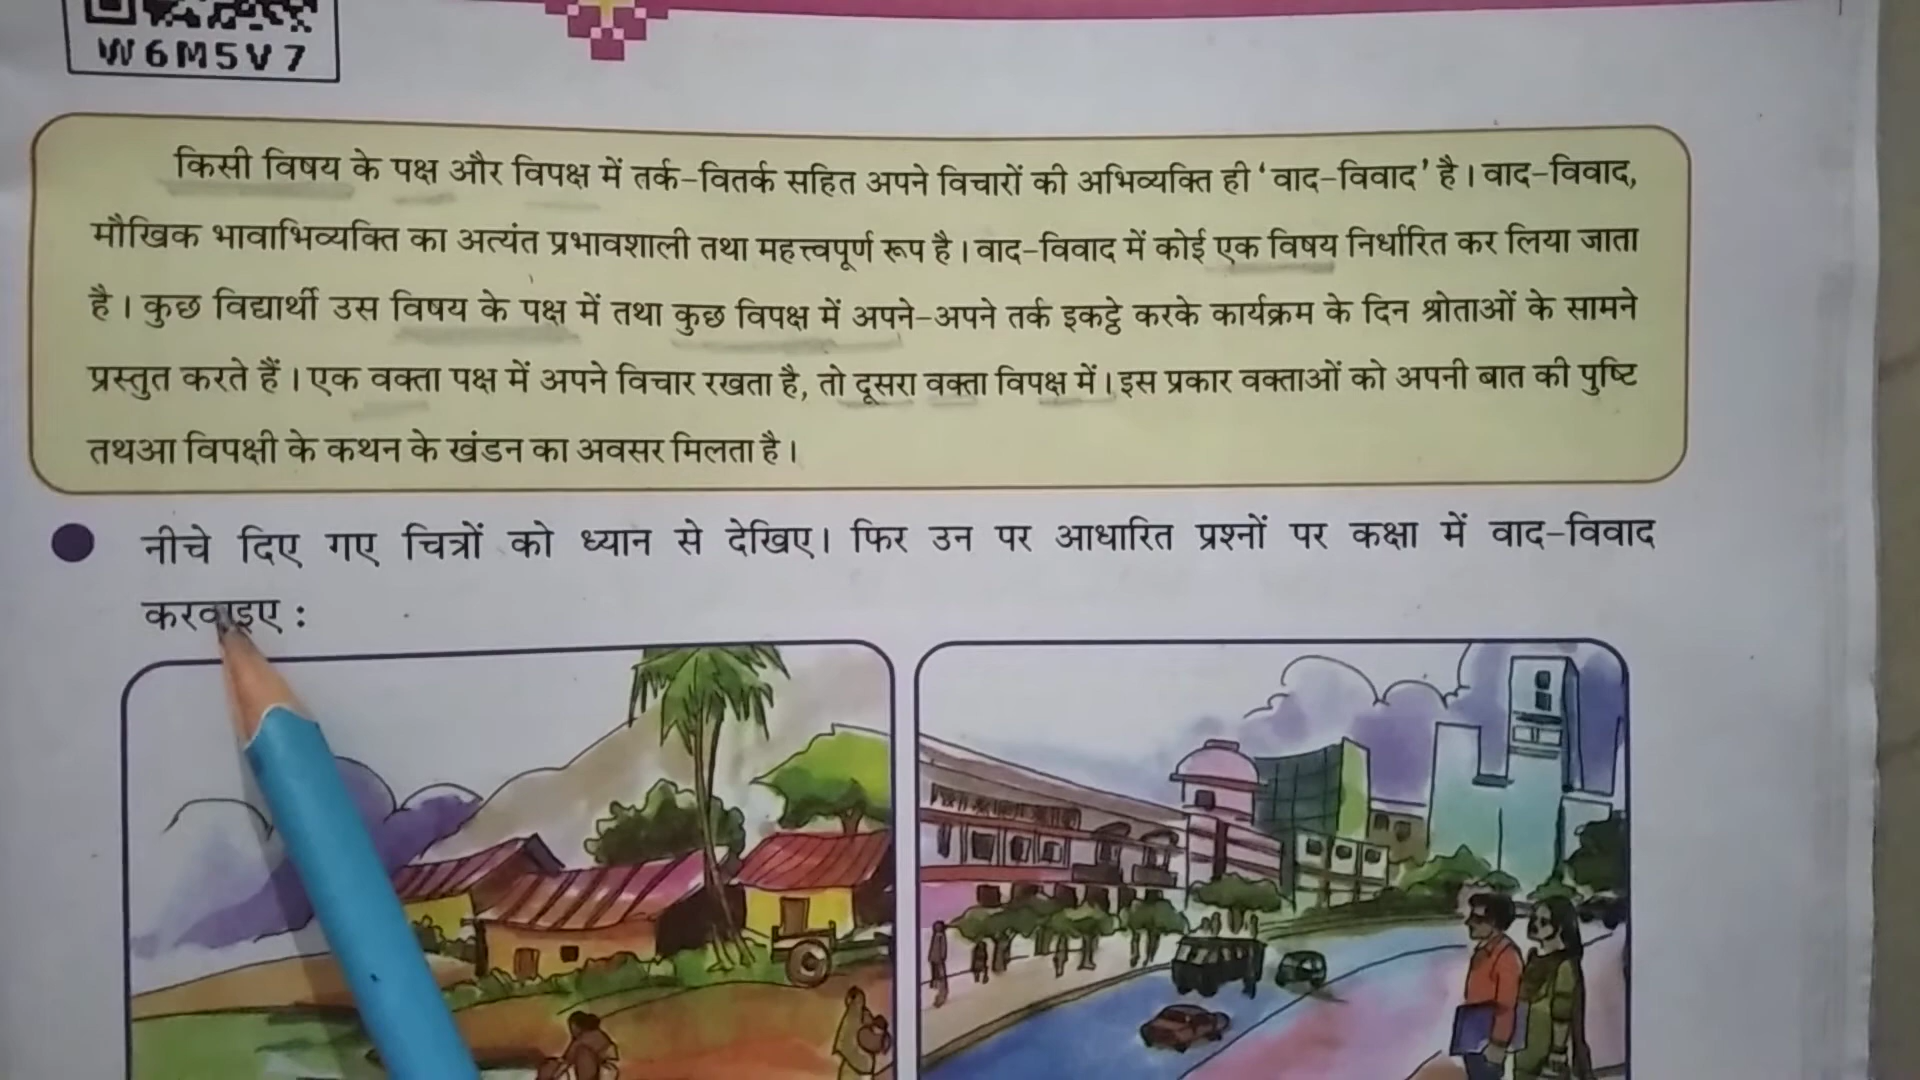 W6M5V7
किसी विषय के पक्ष और विपक्ष में तर्क-वितर्क सहित अपने विचारों की अभिव्यक्ति ही ‘वाद-विवाद’ है। वाद-विवाद,
मौखिक भावाभिव्यक्ति का अत्यंत प्रभावशाली तथा महत्त्वपूर्ण रूप है। वाद-विवाद में कोई एक विषय निर्धारित कर लिया जाता
है। कुछ विद्यार्थी उस विषय के पक्ष में तथा कुछ विपक्ष में अपने-अपने तर्क इकट्ठे करके कार्यक्रम के दिन श्रोताओं के सामने
प्रस्तुत करते हैं। एक वक्ता पक्ष में अपने विचार रखता है, तो दूसरा वक्ता विपक्ष में। इस प्रकार वक्ताओं को अपनी बात की पुष्टि
तथआ विपक्षी के कथन के खंडन का अवसर मिलता है।
नीचे दिए गए चित्रों को ध्यान से देखिए। फिर उन पर आधारित प्रश्नों पर कक्षा में वाद-विवाद
करवाइए :